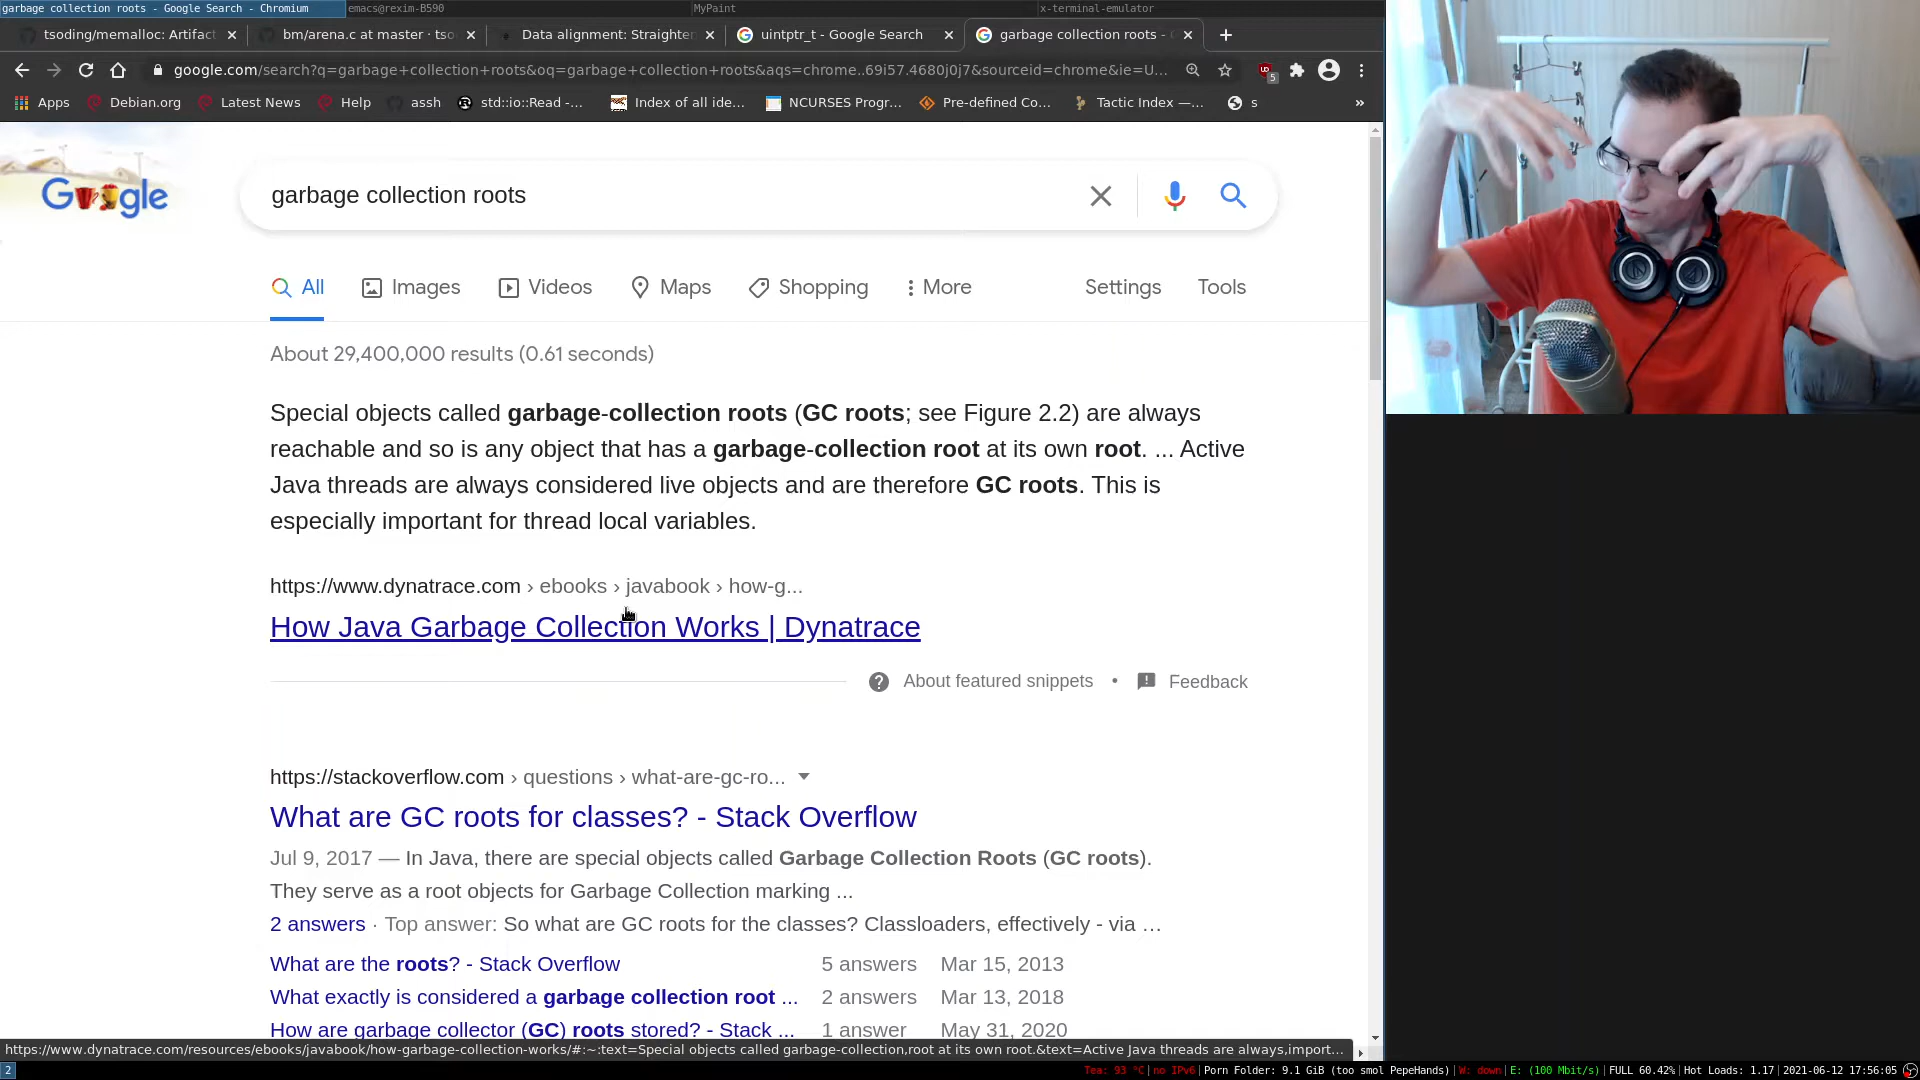 garbage collection roots - Google Search - Chromium emacs@rexim-B590 MyPaint x-terminal-emulator
tsoding/memalloc: Artifact bm/arena.c at master · tso Data alignment: Straighten uintptr_t - Google Search garbage collection roots -
google.com/search?q=garbage+collection+roots&oq=garbage+collection+roots&aqs=chrome..69i57.4680j0j7&sourceid=chrome&ie=U...
5
Apps Debian.org Latest News Help assh std::io::Read -... Index of all ide... NCURSES Progr... Pre-defined Co... Tactic Index —... s »
Google
garbage collection roots
All Images Videos Maps Shopping More Settings Tools
About 29,400,000 results (0.61 seconds)
Special objects called garbage-collection roots (GC roots; see Figure 2.2) are always
reachable and so is any object that has a garbage-collection root at its own root. ... Active
Java threads are always considered live objects and are therefore GC roots. This is
especially important for thread local variables.
https://www.dynatrace.com › ebooks › javabook › how-g...
How Java Garbage Collection Works | Dynatrace
About featured snippets • Feedback
https://stackoverflow.com › questions › what-are-gc-ro...
What are GC roots for classes? - Stack Overflow
Jul 9, 2017 — In Java, there are special objects called Garbage Collection Roots (GC roots).
They serve as a root objects for Garbage Collection marking ...
2 answers · Top answer: So what are GC roots for the classes? Classloaders, effectively - via …
What are the roots? - Stack Overflow 5 answers Mar 15, 2013
What exactly is considered a garbage collection root ... 2 answers Mar 13, 2018
How are garbage collector (GC) roots stored? - Stack ... 1 answer May 31, 2020
https://www.dynatrace.com/resources/ebooks/javabook/how-garbage-collection-works/#:~:text=Special objects called garbage-collection,root at its own root.&text=Active Java threads are always,import...
2 Tea: 93 °C|no IPv6|Porn Folder: 9.1 GiB (too smol PepeHands)|W: down|E: (100 Mbit/s)|FULL 60.42%|Hot Loads: 1.17|2021-06-12 17:56:05